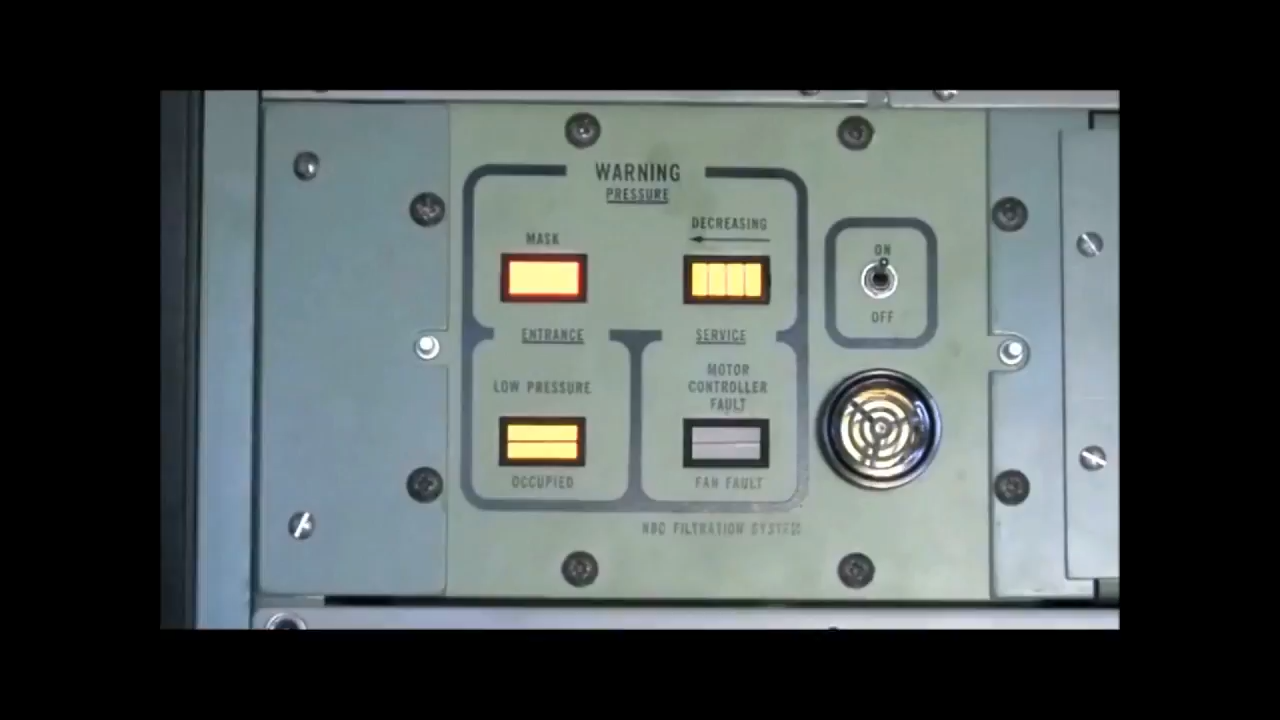 WARNING
PRESSURE
MASK
DECREASING
ENTRANCE
SERVICE
LOW PRESSURE
MOTOR
CONTROLLER
FAULT
OCCUPIED
FAN FAULT
NBC FILTRATION SYSTEM
ON
OFF